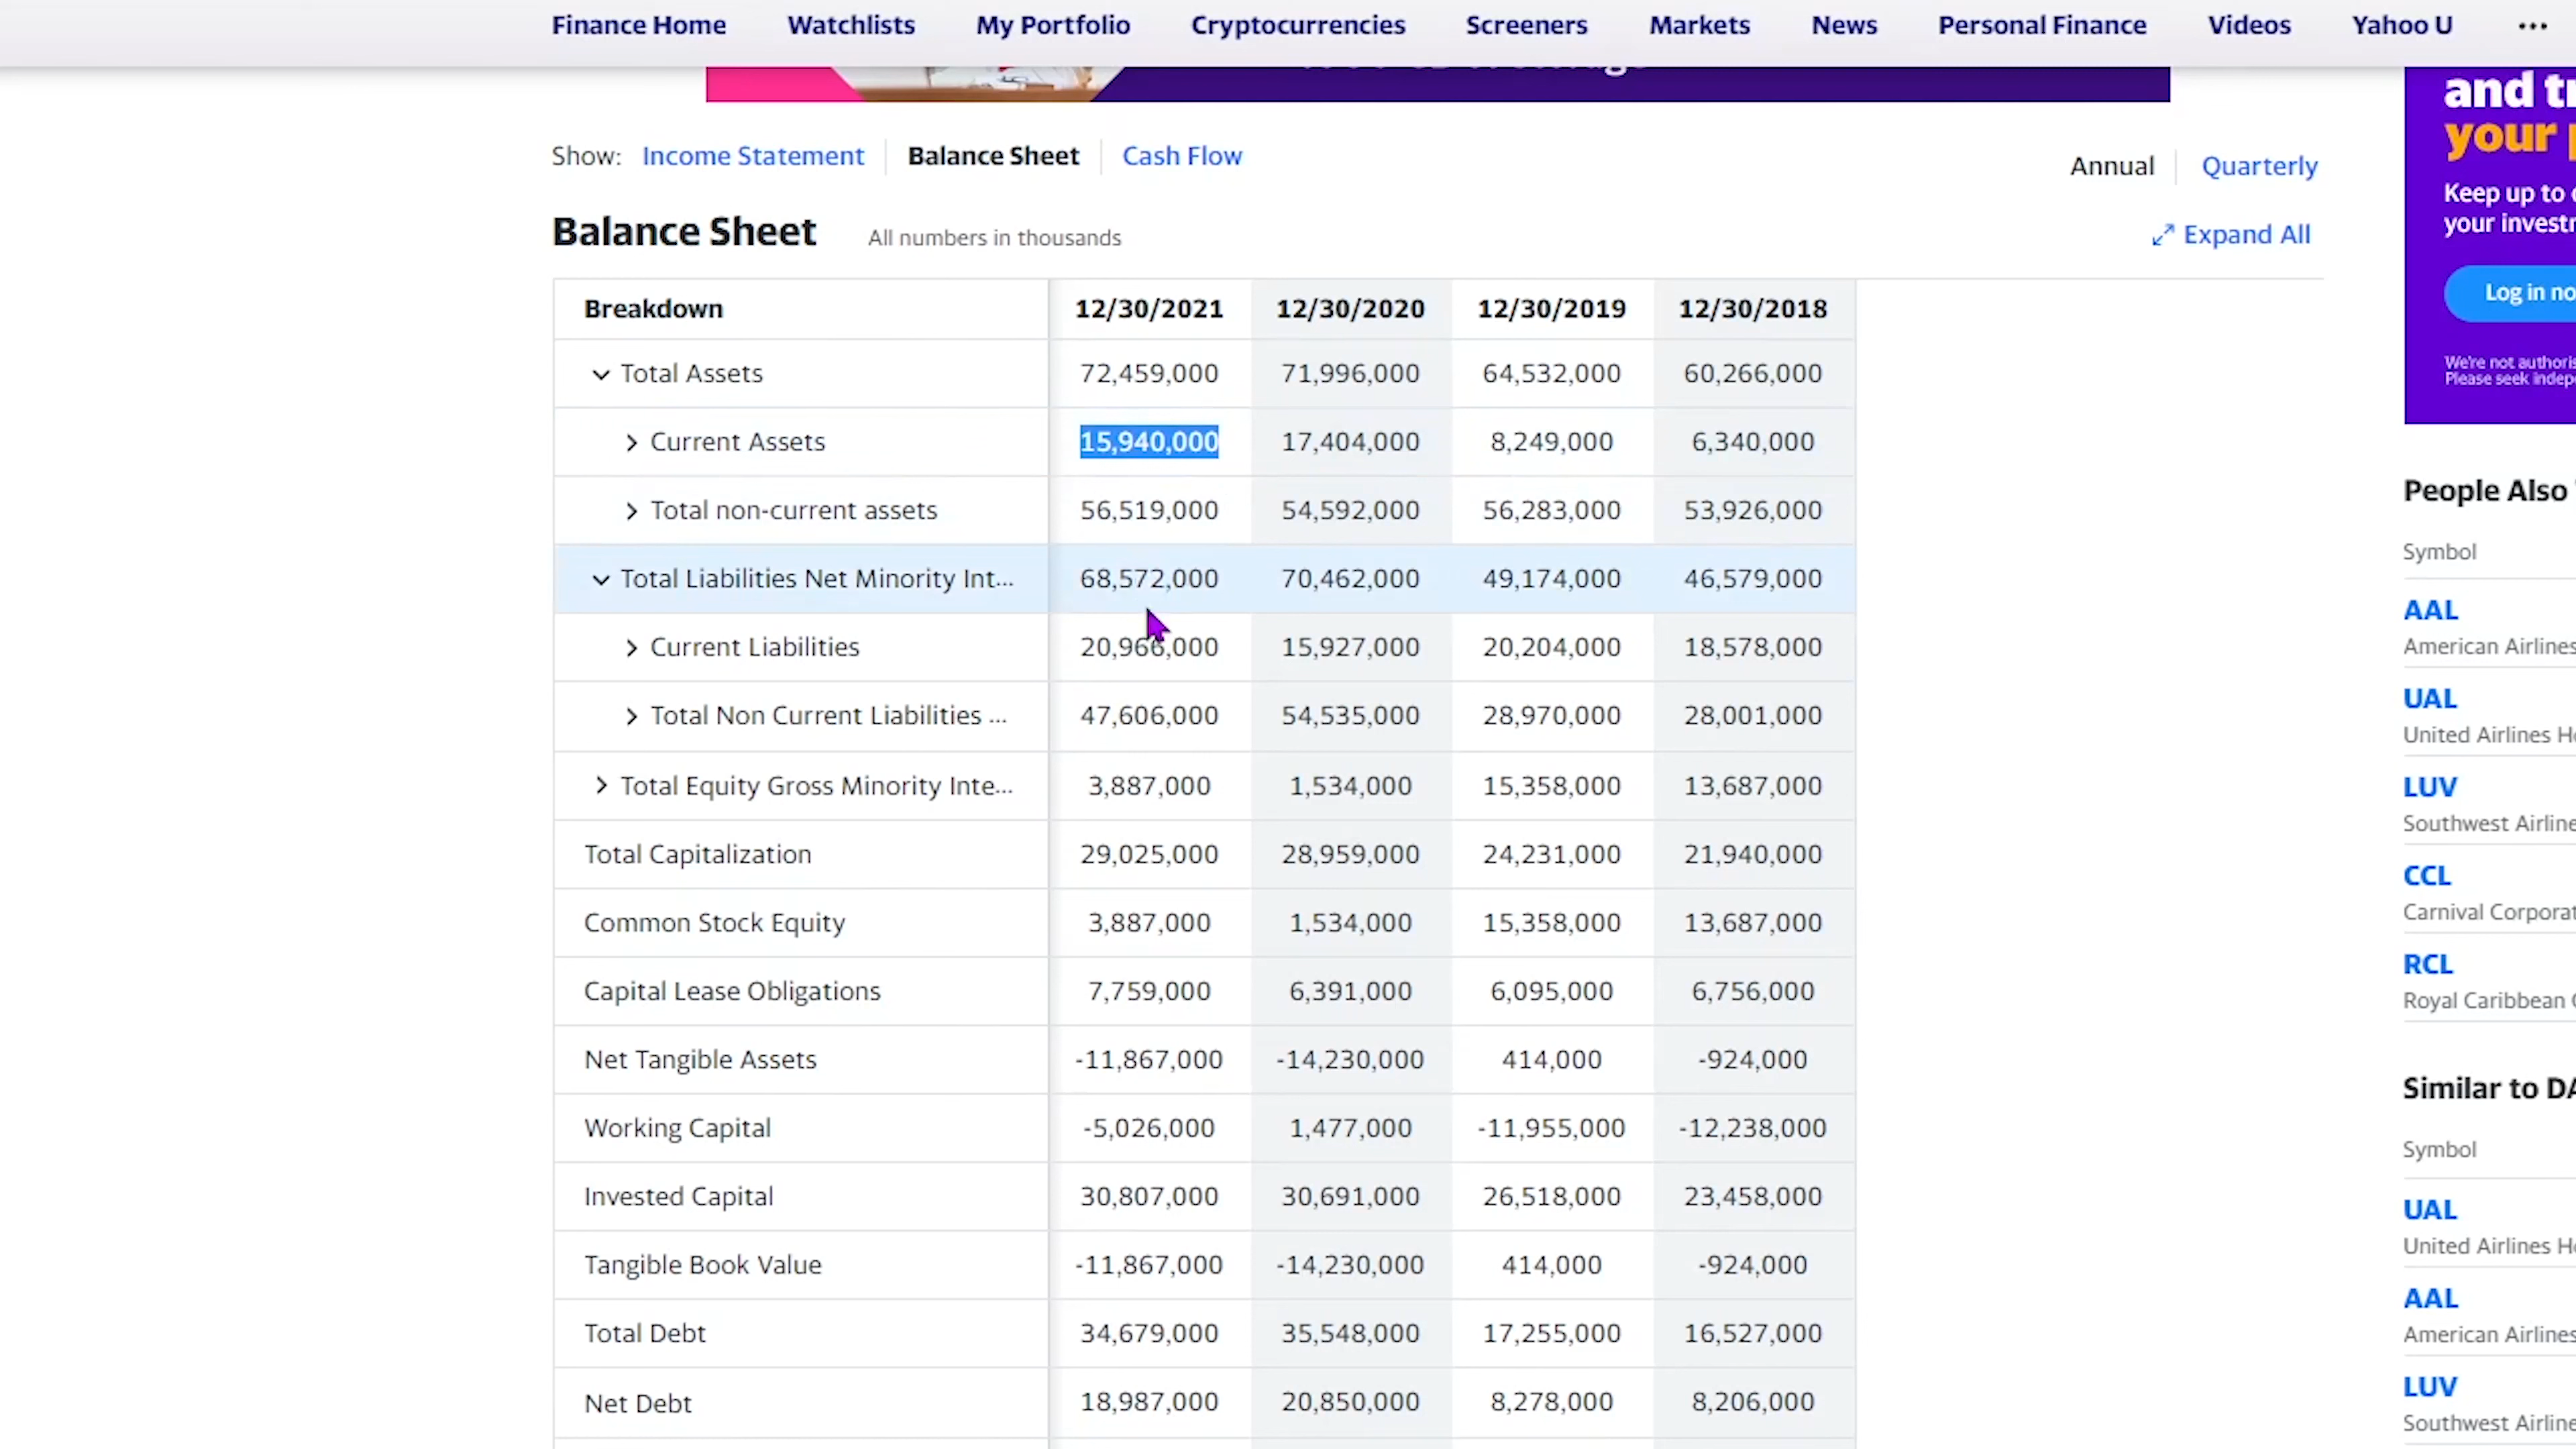 Finance Home Watchlists My Portfolio Cryptocurrencies Screeners Markets News Personal Finance Videos Yahoo U ...
and tr
your p
Keep up to
your investr
Log in no
We're not authoris
Please seek indep
Show: Income Statement Balance Sheet Cash Flow
Annual Quarterly
Balance Sheet All numbers in thousands
Expand All
Breakdown 12/30/2021 12/30/2020 12/30/2019 12/30/2018
Total Assets 72,459,000 71,996,000 64,532,000 60,266,000
Current Assets 15,940,000 17,404,000 8,249,000 6,340,000
Total non-current assets 56,519,000 54,592,000 56,283,000 53,926,000
Total Liabilities Net Minority Int... 68,572,000 70,462,000 49,174,000 46,579,000
Current Liabilities 20,966,000 15,927,000 20,204,000 18,578,000
Total Non Current Liabilities ... 47,606,000 54,535,000 28,970,000 28,001,000
Total Equity Gross Minority Inte... 3,887,000 1,534,000 15,358,000 13,687,000
Total Capitalization 29,025,000 28,959,000 24,231,000 21,940,000
Common Stock Equity 3,887,000 1,534,000 15,358,000 13,687,000
Capital Lease Obligations 7,759,000 6,391,000 6,095,000 6,756,000
Net Tangible Assets -11,867,000 -14,230,000 414,000 -924,000
Working Capital -5,026,000 1,477,000 -11,955,000 -12,238,000
Invested Capital 30,807,000 30,691,000 26,518,000 23,458,000
Tangible Book Value -11,867,000 -14,230,000 414,000 -924,000
Total Debt 34,679,000 35,548,000 17,255,000 16,527,000
Net Debt 18,987,000 20,850,000 8,278,000 8,206,000
People Also
Symbol
AAL
American Airlines
UAL
United Airlines H
LUV
Southwest Airline
CCL
Carnival Corporat
RCL
Royal Caribbean
Similar to DA
Symbol
UAL
United Airlines H
AAL
American Airlines
LUV
Southwest Airline